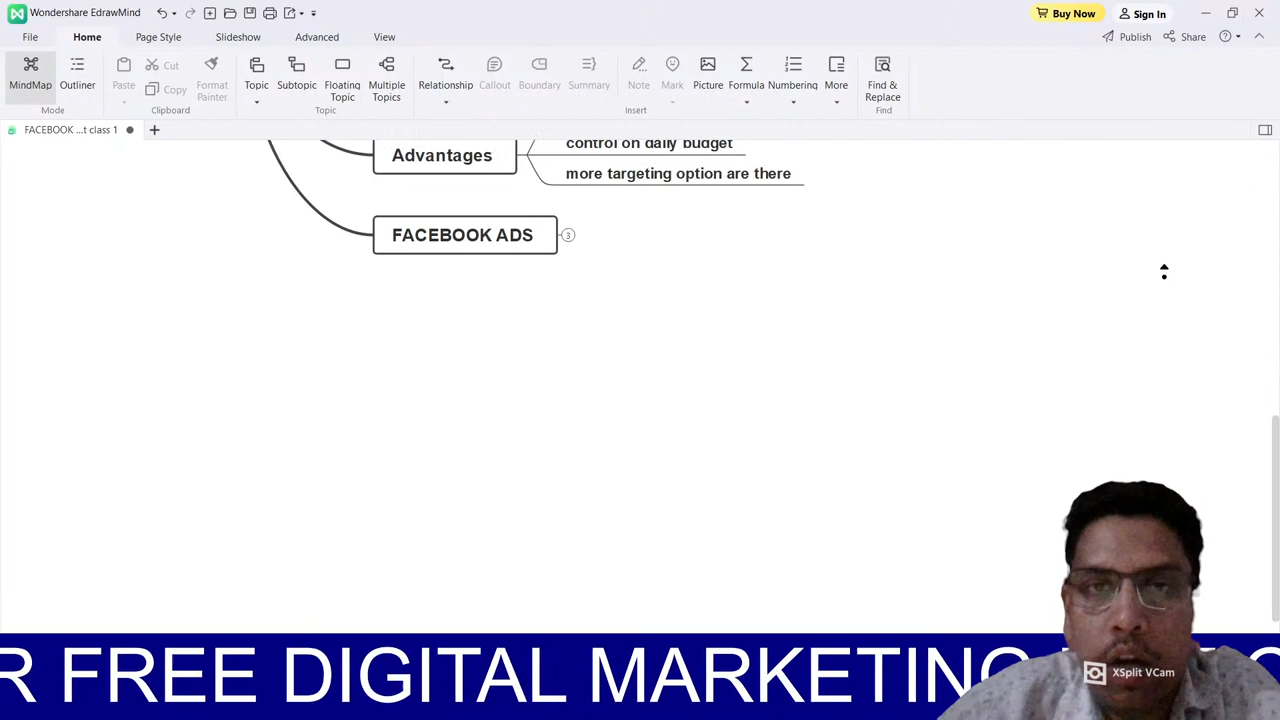 Wondershare EdrawMind
Buy Now
Sign In
File
Home
Page Style
Slideshow
Advanced
View
Publish
Share
MindMap
Outliner
Mode
Paste
Cut
Copy
Format
Painter
Clipboard
Topic
Subtopic
Floating
Topic
Multiple
Topics
Topic
Relationship
Callout
Boundary
Summary
Note
Mark
Picture
Formula
Numbering
More
Insert
Find &
Replace
Find
FACEBOOK ...t class 1
control on daily budget
Advantages
more targeting option are there
FACEBOOK ADS
3
R FREE DIGITAL MARKETING
XSplit VCam